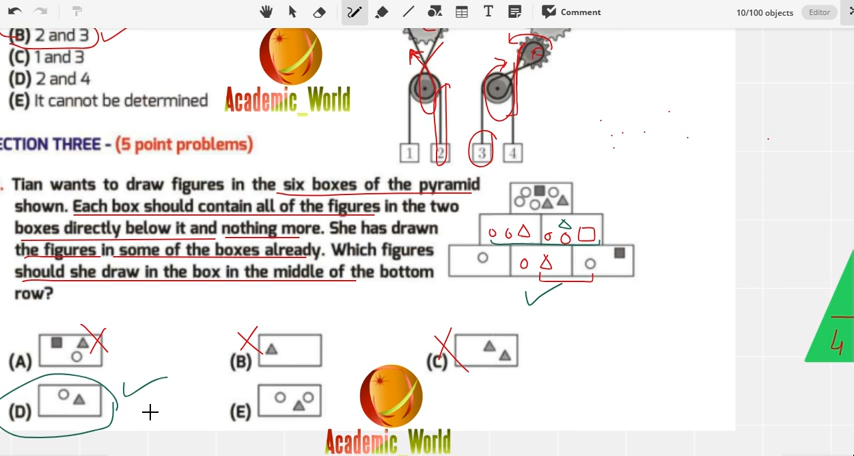 Comment
10/100 objects
Editor
(B) 2 and 3
(C) 1 and 3
(D) 2 and 4
(E) It cannot be determined
Academic_World
1 2 3 4
ECTION THREE - (5 point problems)
. Tian wants to draw figures in the six boxes of the pyramid
shown. Each box should contain all of the figures in the two
boxes directly below it and nothing more. She has drawn
the figures in some of the boxes already. Which figures
should she draw in the box in the middle of the bottom
row?
4
(A)
(B)
(C)
(D)
(E)
Academic_World